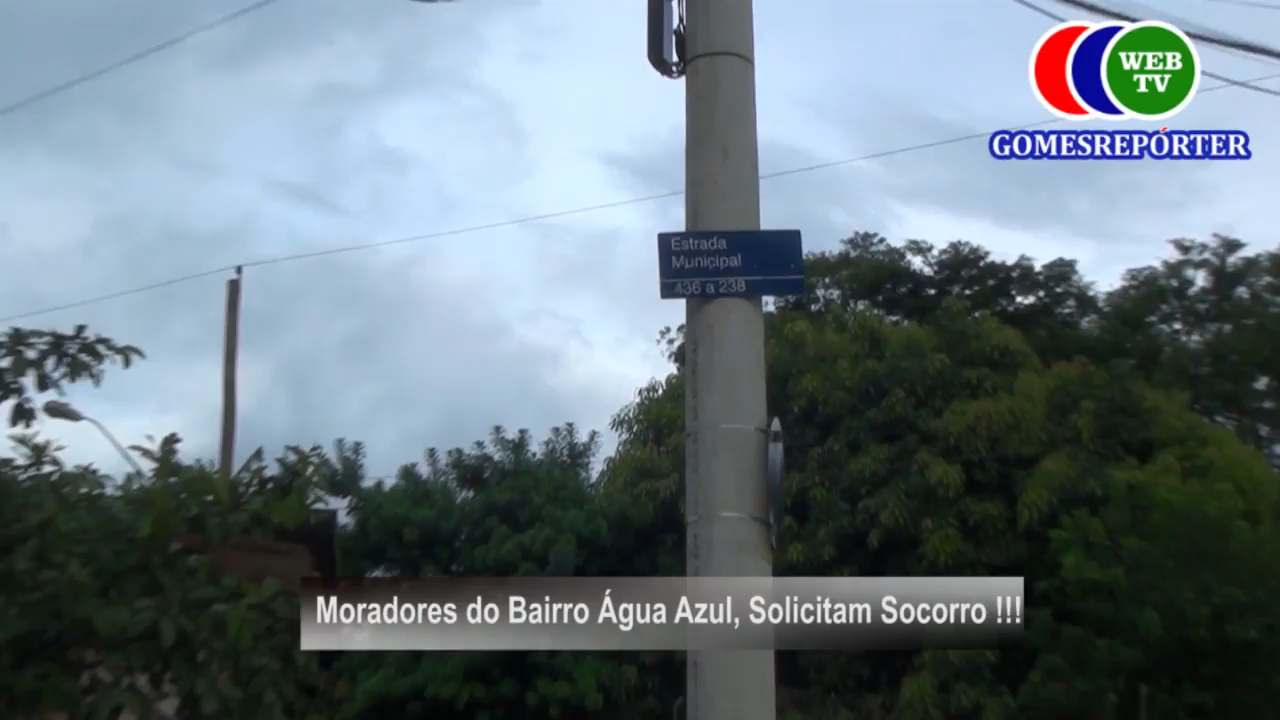 WEB
TV
GOMESREPÓRTER
Estrada
Municipal
436 a 238
Moradores do Bairro Água Azul, Solicitam Socorro !!!